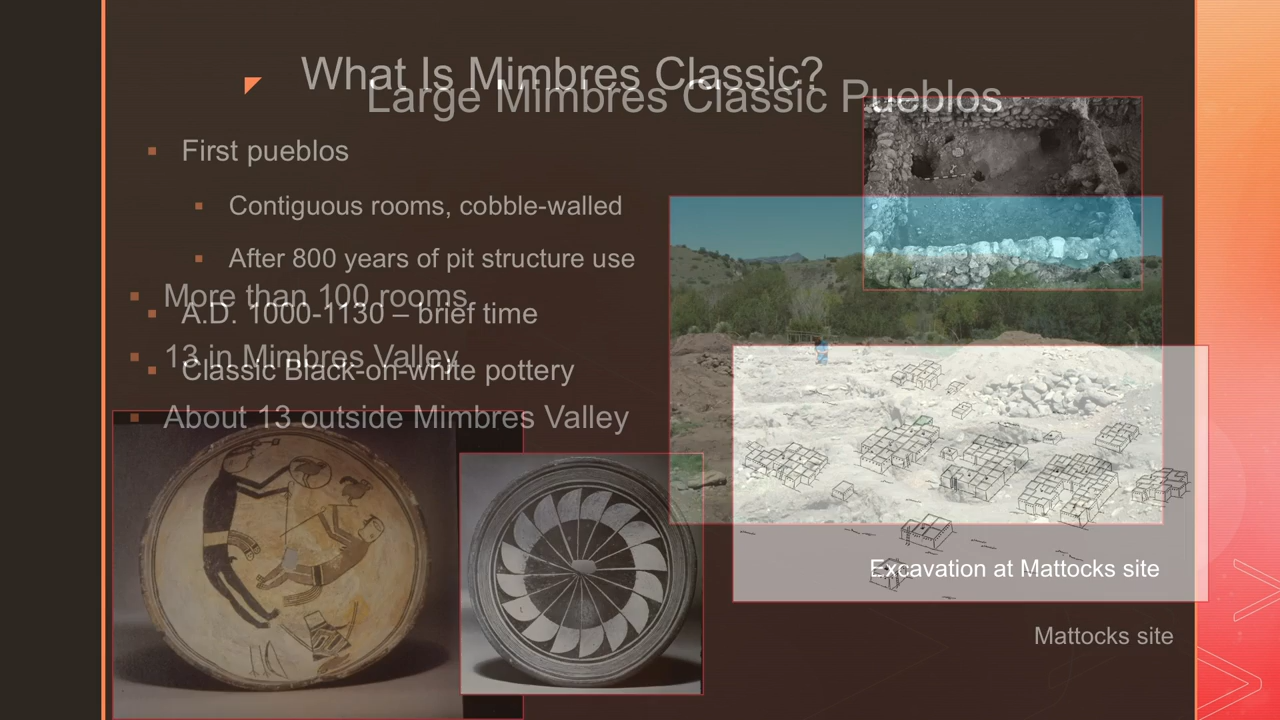 What Is Mimbres Classic?
Large Mimbres Classic Pueblos
First pueblos
Contiguous rooms, cobble-walled
After 800 years of pit structure use
More than 100 rooms
A.D. 1000-1130 – brief time
13 in Mimbres Valley
Classic Black-on-white pottery
About 13 outside Mimbres Valley
Excavation at Mattocks site
Mattocks site